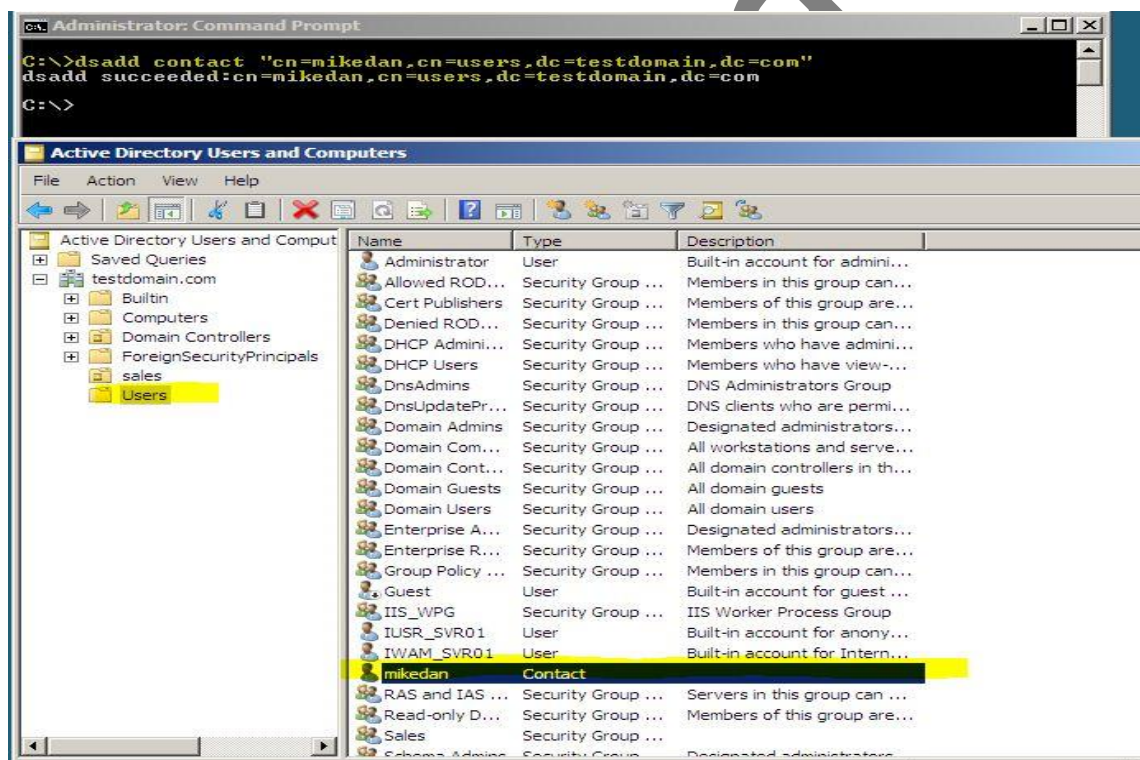 Administrator: Command Prompt
C:\>dsadd contact "cn=mikedan,cn=users,dc=testdomain,dc=com"
dsadd succeeded:cn=mikedan,cn=users,dc=testdomain,dc=com
C:\>
Active Directory Users and Computers
File Action View Help
Active Directory Users and Comput
Saved Queries
testdomain.com
Builtin
Computers
Domain Controllers
ForeignSecurityPrincipals
sales
Users
Name Type Description
Administrator User Built-in account for admini...
Allowed ROD... Security Group ... Members in this group can...
Cert Publishers Security Group ... Members of this group are...
Denied ROD... Security Group ... Members in this group can...
DHCP Admini... Security Group ... Members who have admini...
DHCP Users Security Group ... Members who have view-...
DnsAdmins Security Group ... DNS Administrators Group
DnsUpdatePr... Security Group ... DNS clients who are permi...
Domain Admins Security Group ... Designated administrators...
Domain Com... Security Group ... All workstations and serve...
Domain Cont... Security Group ... All domain controllers in th...
Domain Guests Security Group ... All domain guests
Domain Users Security Group ... All domain users
Enterprise A... Security Group ... Designated administrators...
Enterprise R... Security Group ... Members of this group are...
Group Policy ... Security Group ... Members in this group can...
Guest User Built-in account for guest ...
IIS_WPG Security Group ... IIS Worker Process Group
IUSR_SVR01 User Built-in account for anony...
IWAM_SVR01 User Built-in account for Intern...
mikedan Contact
RAS and IAS ... Security Group ... Servers in this group can ...
Read-only D... Security Group ... Members of this group are...
Sales Security Group ...
Schema Admins Security Group Designated administrators